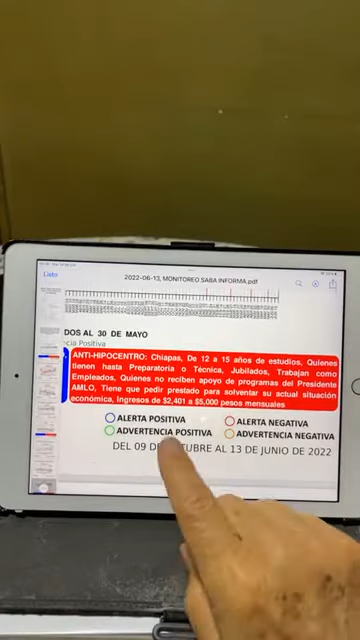 Listo
2022-06-13, MONITOREO SABA INFORMA.pdf
DOS AL 30 DE MAYO
cia Positiva
ANTI-HIPOCENTRO: Chiapas, De 12 a 15 años de estudios, Quienes
tienen hasta Preparatoria o Técnica, Jubilados, Trabajan como
Empleados, Quienes no reciben apoyo de programas del Presidente
AMLO, Tiene que pedir prestado para solventar su actual situación
económica, Ingresos de $2,401 a $5,000 pesos mensuales
ALERTA POSITIVA ALERTA NEGATIVA
ADVERTENCIA POSITIVA ADVERTENCIA NEGATIVA
DEL 09 DE TUBRE AL 13 DE JUNIO DE 2022